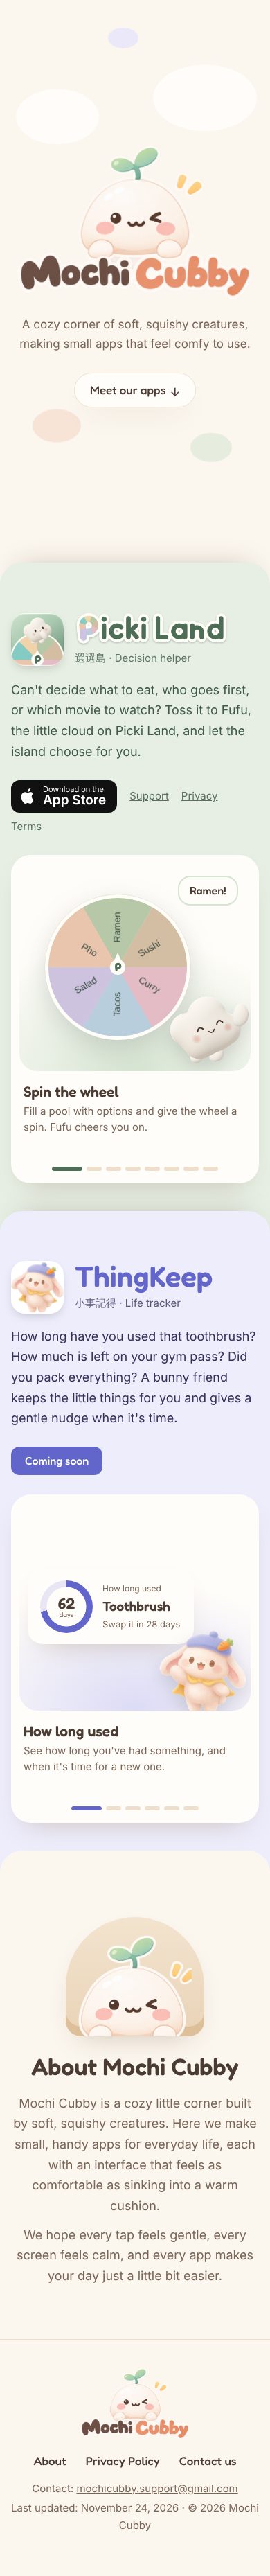 Mochi Cubby
A cozy corner of soft, squishy creatures,
making small apps that feel comfy to use.
Meet our apps ↓
Picki Land
選選島 · Decision helper
Can't decide what to eat, who goes first,
or which movie to watch? Toss it to Fufu,
the little cloud on Picki Land, and let the
island choose for you.
Download on the
App Store
Support Privacy
Terms
Ramen!
Ramen
Sushi
Curry
Tacos
Salad
Pho
P
Spin the wheel
Fill a pool with options and give the wheel a
spin. Fufu cheers you on.
ThingKeep
小事記得 · Life tracker
How long have you used that toothbrush?
How much is left on your gym pass? Did
you pack everything? A bunny friend
keeps the little things for you and gives a
gentle nudge when it's time.
Coming soon
62
days
How long used
Toothbrush
Swap it in 28 days
How long used
See how long you've had something, and
when it's time for a new one.
About Mochi Cubby
Mochi Cubby is a cozy little corner built
by soft, squishy creatures. Here we make
small, handy apps for everyday life, each
with an interface that feels as
comfortable as sinking into a warm
cushion.
We hope every tap feels gentle, every
screen feels calm, and every app makes
your day just a little bit easier.
Mochi Cubby
About Privacy Policy Contact us
Contact: mochicubby.support@gmail.com
Last updated: November 24, 2026 · © 2026 Mochi
Cubby